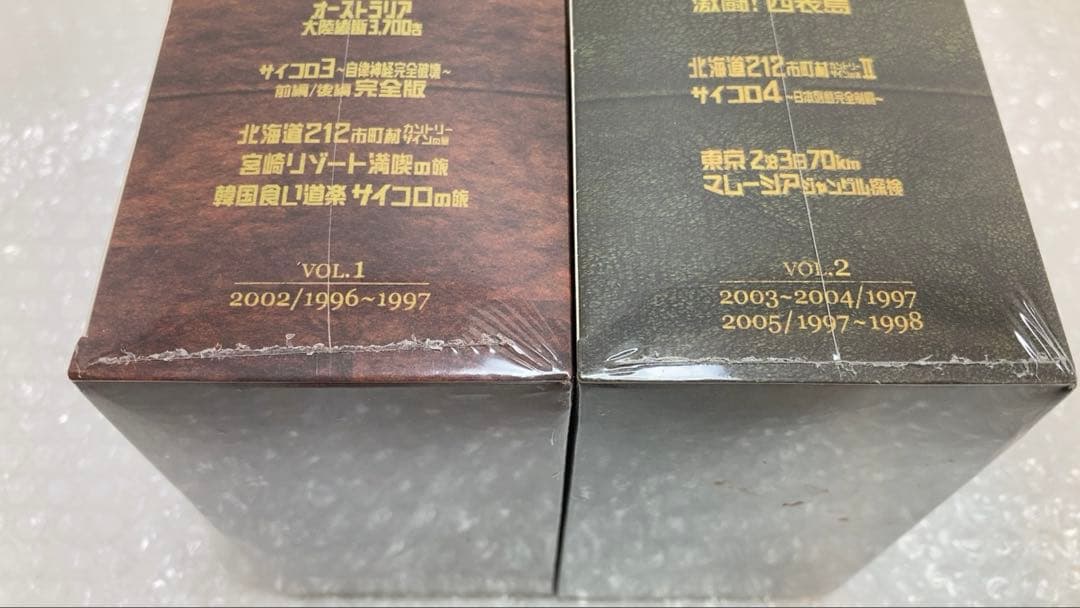 オーストラリア
大陸縦断3,700キロ
サイコロ3~自律神経完全破壊~
前編/後編 完全版
北海道212市町村カントリーサインの旅
宮崎リゾート満喫の旅
韓国食い道楽 サイコロの旅
VOL.1
2002/1996~1997
激闘!西表島
北海道212市町村カントリーサインの旅II
サイコロ4 ~日本列島完全制覇~
東京 2泊3日70km
マレーシアジャングル探検
VOL.2
2003~2004/1997
2005/1997~1998